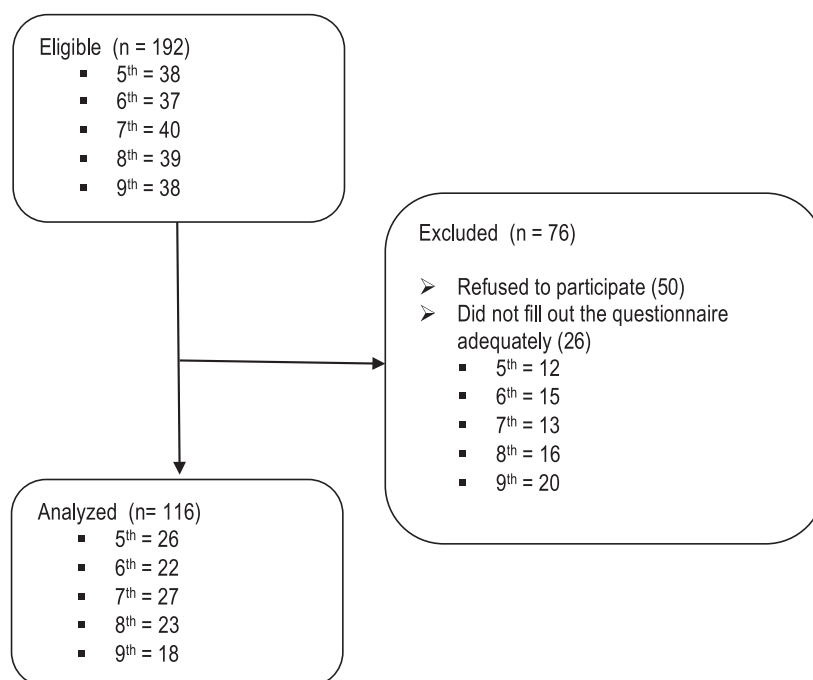 Eligible (n = 192)
▪ 5th = 38
▪ 6th = 37
▪ 7th = 40
▪ 8th = 39
▪ 9th = 38
Excluded (n = 76)
➢ Refused to participate (50)
➢ Did not fill out the questionnaire
adequately (26)
▪ 5th = 12
▪ 6th = 15
▪ 7th = 13
▪ 8th = 16
▪ 9th = 20
Analyzed (n= 116)
▪ 5th = 26
▪ 6th = 22
▪ 7th = 27
▪ 8th = 23
▪ 9th = 18